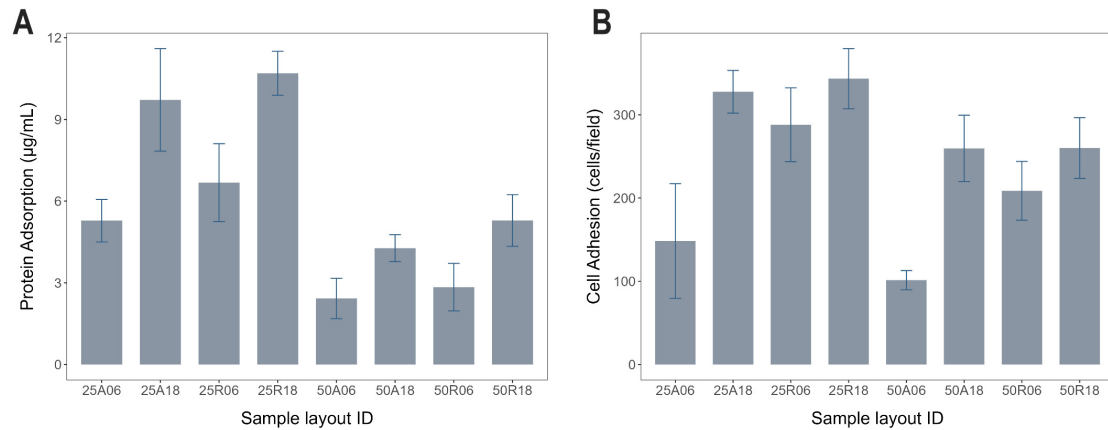 A
Protein Adsorption (µg/mL)
12
9
6
3
0
25A06 25A18 25R06 25R18 50A06 50A18 50R06 50R18
Sample layout ID
B
Cell Adhesion (cells/field)
300
200
100
0
25A06 25A18 25R06 25R18 50A06 50A18 50R06 50R18
Sample layout ID